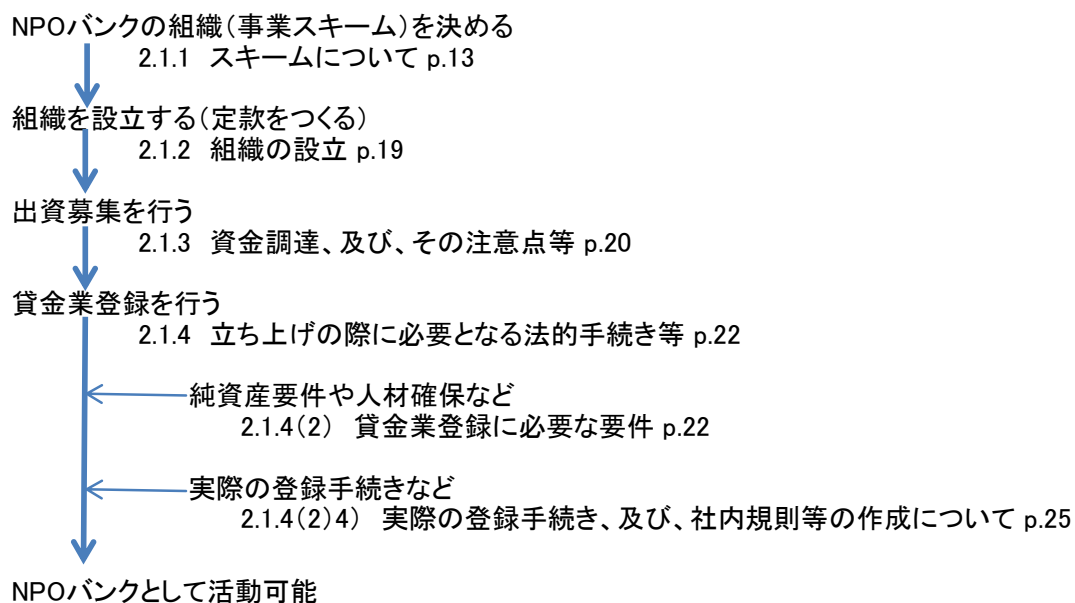 NPOバンクの組織（事業スキーム）を決める
2.1.1 スキームについて p.13
組織を設立する（定款をつくる）
2.1.2 組織の設立 p.19
出資募集を行う
2.1.3 資金調達、及び、その注意点等 p.20
貸金業登録を行う
2.1.4 立ち上げの際に必要となる法的手続き等 p.22
純資産要件や人材確保など
2.1.4（2） 貸金業登録に必要な要件 p.22
実際の登録手続きなど
2.1.4（2）4） 実際の登録手続き、及び、社内規則等の作成について p.25
NPOバンクとして活動可能